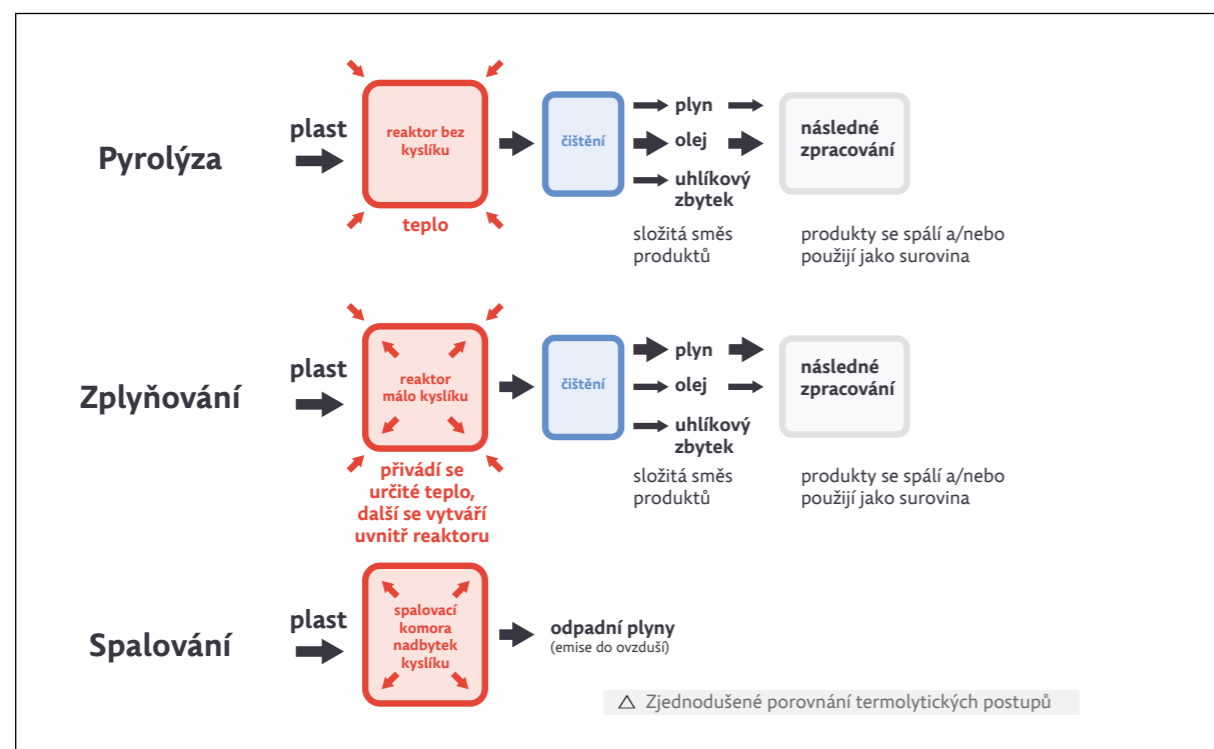 Pyrolýza
plast
reaktor bez
kyslíku
teplo
čištění
plyn
olej
uhlíkový
zbytek
složitá směs
produktů
následné
zpracování
produkty se spálí a/nebo
použijí jako surovina
Zplyňování
plast
reaktor
málo kyslíku
přivádí se
určité teplo,
další se vytváří
uvnitř reaktoru
čištění
plyn
olej
uhlíkový
zbytek
složitá směs
produktů
následné
zpracování
produkty se spálí a/nebo
použijí jako surovina
Spalování
plast
spalovací
komora
nadbytek
kyslíku
odpadní plyny
(emise do ovzduší)
△ Zjednodušené porovnání termolytických postupů